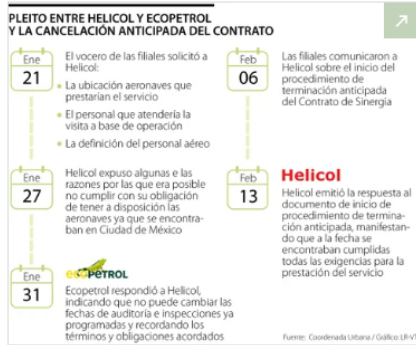 PLEITO ENTRE HELICOL Y ECOPETROL
Y LA CANCELACIÓN ANTICIPADA DEL CONTRATO
Ene
21
El vocero de las filiales solicitó a
Helicol:
La ubicación aeronaves que
prestarían el servicio
El personal que atendería la
visita a base de operación
La definición del personal aéreo
Ene
27
Helicol expuso algunas e las
razones por las que era posible
no cumplir con su obligación
de tener a disposición las
aeronaves ya que se encontra-
ban en Ciudad de México
Ene
31
ecoPETROL
Ecopetrol respondió a Helicol,
indicando que no puede cambiar las
fechas de auditoría e inspecciones ya
programadas y recordando los
términos y obligaciones acordados
Feb
06
Las filiales comunicaron a
Helicol sobre el inicio del
procedimiento de
terminación anticipada
del Contrato de Sinergia
Feb
13
Helicol
Helicol emitió la respuesta al
documento de inicio de
procedimiento de termina-
ción anticipada, manifestan-
do que a la fecha se
encontraban cumplidas
todas las exigencias para la
prestación del servicio
Fuente: Coordenada Urbana / Gráfico: LR-VT